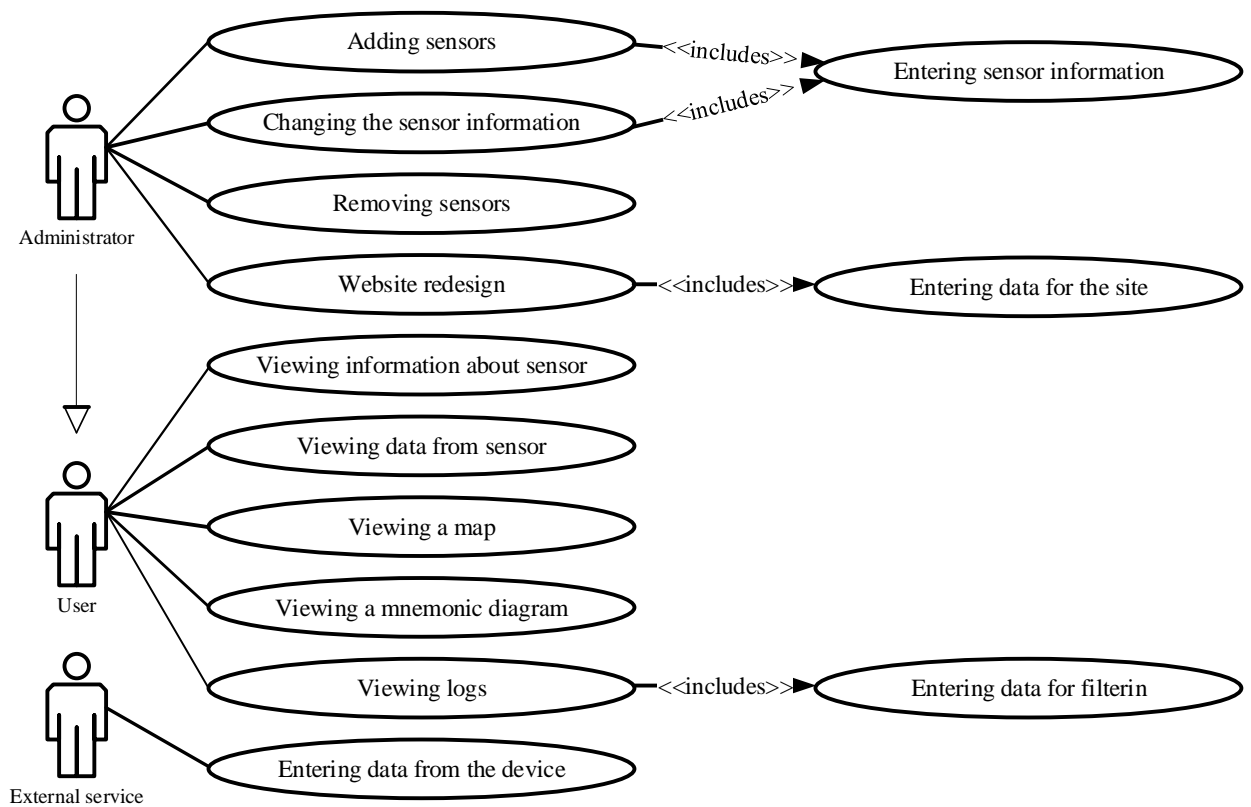 Adding sensors
<<includes>>
Entering sensor information
Changing the sensor information
<<includes>>
Removing sensors
Administrator
Website redesign
<<includes>>
Entering data for the site
Viewing information about sensor
Viewing data from sensor
Viewing a map
Viewing a mnemonic diagram
User
Viewing logs
<<includes>>
Entering data for filterin
Entering data from the device
External service